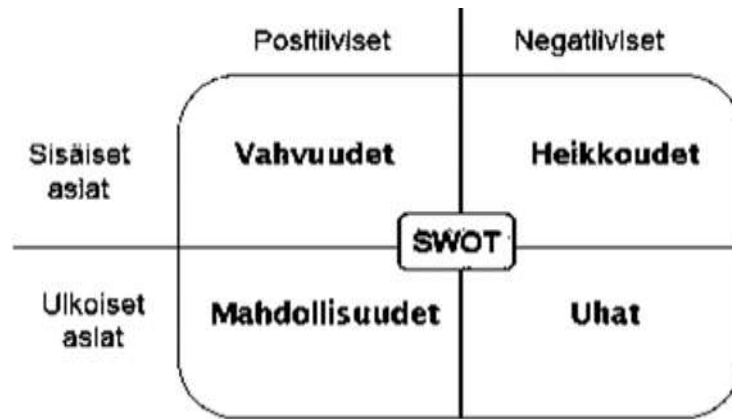 Positiiviset Negatiiviset
Sisäiset
asiat
Vahvuudet Heikkoudet
SWOT
Ulkoiset
asiat
Mahdollisuudet Uhat